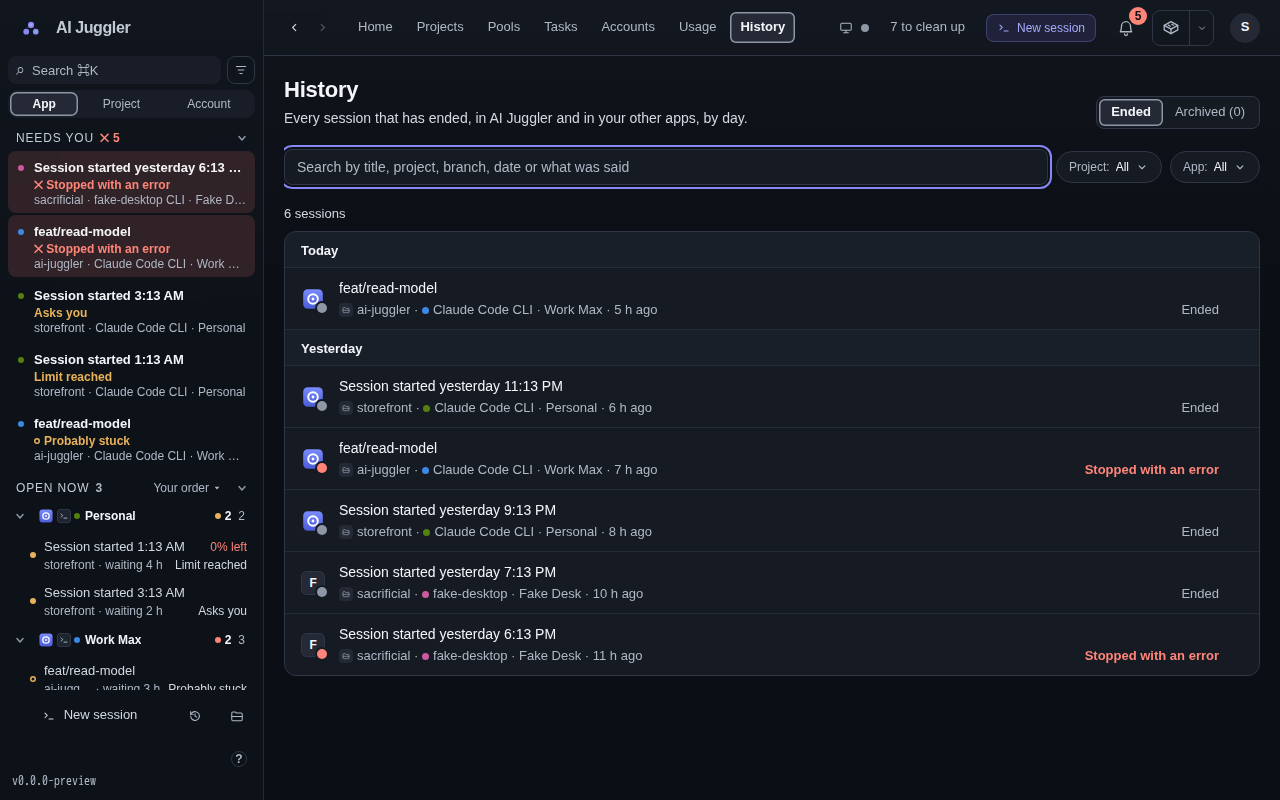 AI Juggler
Search ⌘K
App
Project
Account
NEEDS YOU 5
Session started yesterday 6:13 …
Stopped with an error
sacrificial · fake-desktop CLI · Fake D…
feat/read-model
Stopped with an error
ai-juggler · Claude Code CLI · Work …
Session started 3:13 AM
Asks you
storefront · Claude Code CLI · Personal
Session started 1:13 AM
Limit reached
storefront · Claude Code CLI · Personal
feat/read-model
Probably stuck
ai-juggler · Claude Code CLI · Work …
OPEN NOW 3
Your order
Personal 2 2
Session started 1:13 AM 0% left
storefront · waiting 4 h Limit reached
Session started 3:13 AM
storefront · waiting 2 h Asks you
Work Max 2 3
feat/read-model
ai-jugg… · waiting 3 h Probably stuck
New session
?
v0.0.0-preview
Home
Projects
Pools
Tasks
Accounts
Usage
History
7 to clean up
New session
5
S
History
Every session that has ended, in AI Juggler and in your other apps, by day.
Ended
Archived (0)
Search by title, project, branch, date or what was said
Project: All
App: All
6 sessions
Today
feat/read-model
ai-juggler · Claude Code CLI · Work Max · 5 h ago
Ended
Yesterday
Session started yesterday 11:13 PM
storefront · Claude Code CLI · Personal · 6 h ago
Ended
feat/read-model
ai-juggler · Claude Code CLI · Work Max · 7 h ago
Stopped with an error
Session started yesterday 9:13 PM
storefront · Claude Code CLI · Personal · 8 h ago
Ended
F
Session started yesterday 7:13 PM
sacrificial · fake-desktop · Fake Desk · 10 h ago
Ended
F
Session started yesterday 6:13 PM
sacrificial · fake-desktop · Fake Desk · 11 h ago
Stopped with an error